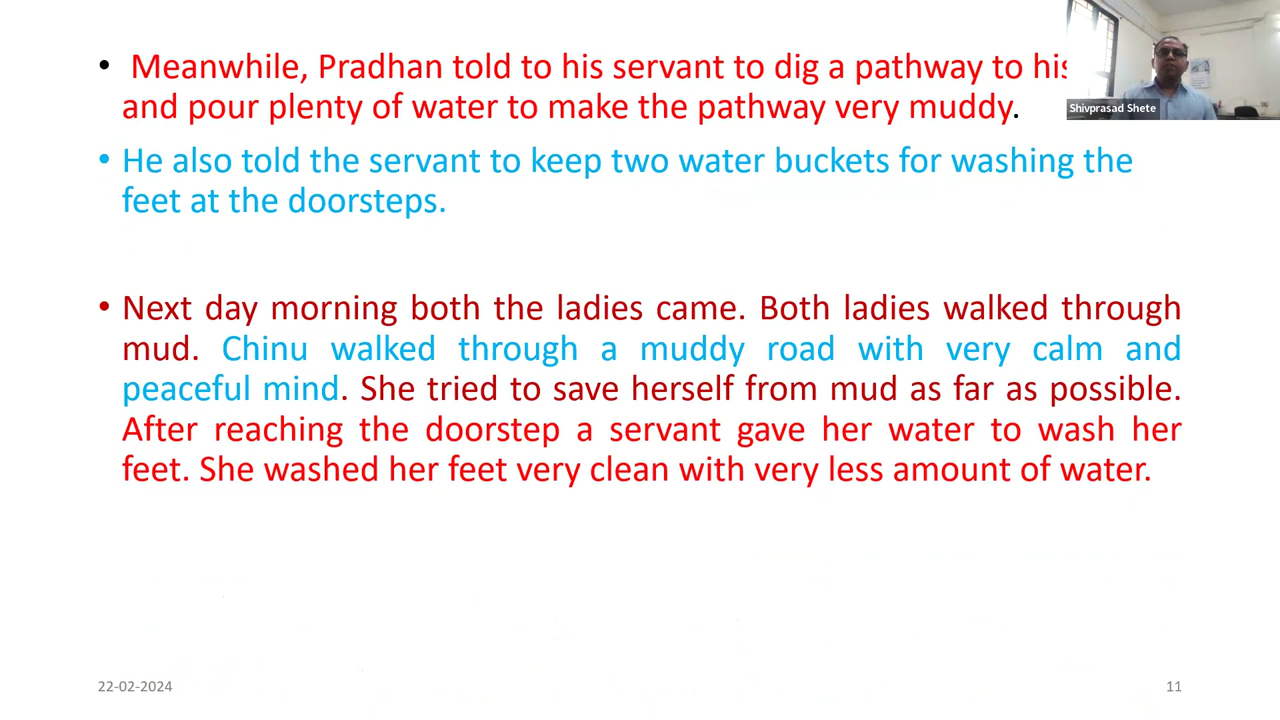 • Meanwhile, Pradhan told to his servant to dig a pathway to his
and pour plenty of water to make the pathway very muddy.
Shivprasad Shete
• He also told the servant to keep two water buckets for washing the
feet at the doorsteps.
• Next day morning both the ladies came. Both ladies walked through
mud. Chinu walked through a muddy road with very calm and
peaceful mind. She tried to save herself from mud as far as possible.
After reaching the doorstep a servant gave her water to wash her
feet. She washed her feet very clean with very less amount of water.
22-02-2024
11